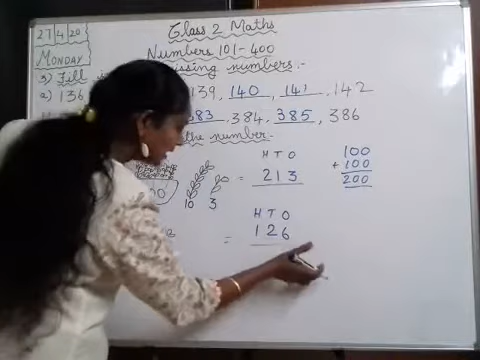 27 4 20
Class 2 Maths
MONDAY
Numbers 101-400
3) Fill missing numbers.-
a) 136 139, 140, 141, 142
383, 384, 385, 386
the number.
H T O
= 213
10 3
100
+ 100
200
H T O
= 126